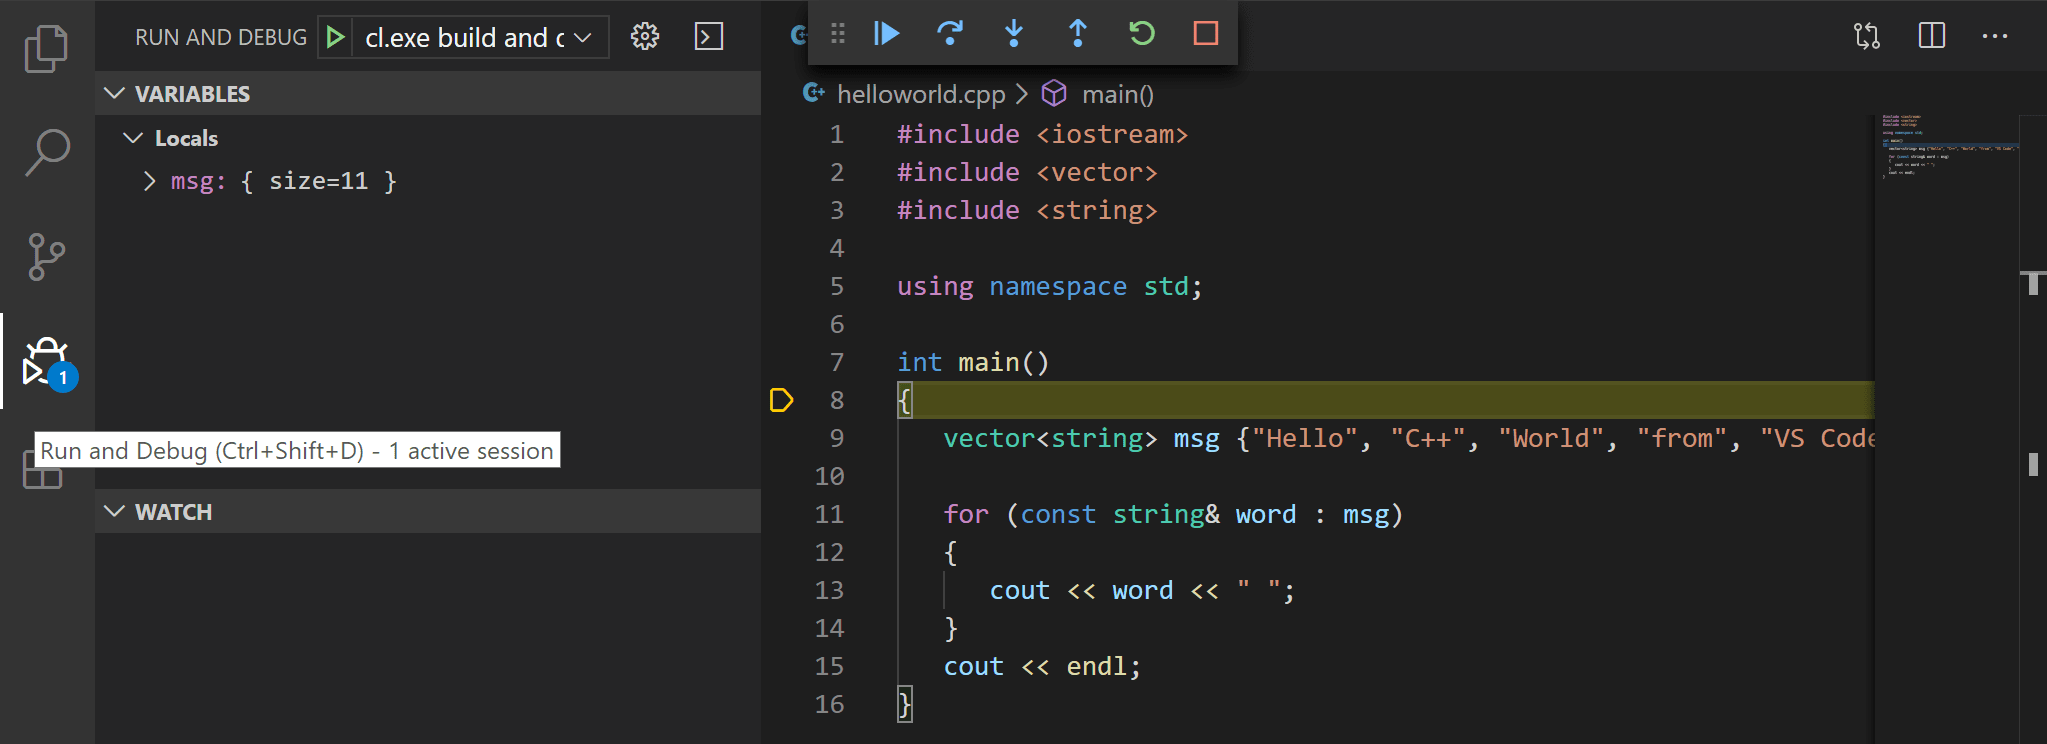 RUN AND DEBUG
cl.exe build and d
VARIABLES
Locals
msg: { size=11 }
1
Run and Debug (Ctrl+Shift+D) - 1 active session
WATCH
helloworld.cpp > main()
1 #include <iostream>
2 #include <vector>
3 #include <string>
4
5 using namespace std;
6
7 int main()
8 {
9 vector<string> msg {"Hello", "C++", "World", "from", "VS Code
10
11 for (const string& word : msg)
12 {
13 cout << word << " ";
14 }
15 cout << endl;
16 }